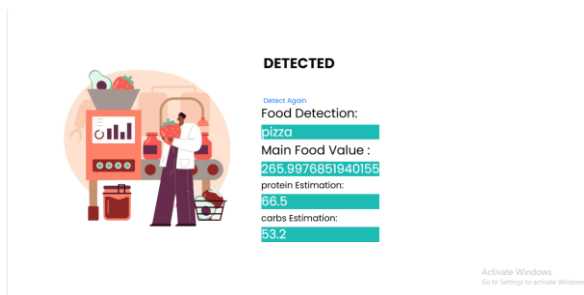 DETECTED
Detect Again
Food Detection:
pizza
Main Food Value :
265.9976851940155
protein Estimation:
66.5
carbs Estimation:
53.2
Activate Windows
Go to Settings to activate Windows